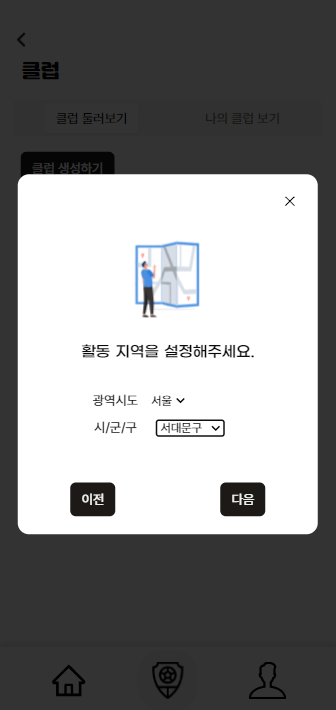 클럽
클럽 둘러보기 나의 클럽 보기
클럽 생성하기
활동 지역을 설정해주세요.
광역시도 서울
시/군/구 서대문구
이전 다음